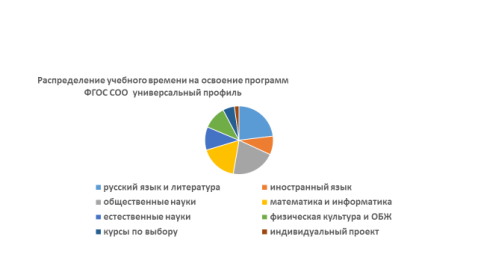 Распределение учебного времени на освоение программ
ФГОС СОО универсальный профиль
русский язык и литература
иностранный язык
общественные науки
математика и информатика
естественные науки
физическая культура и ОБЖ
курсы по выбору
индивидуальный проект